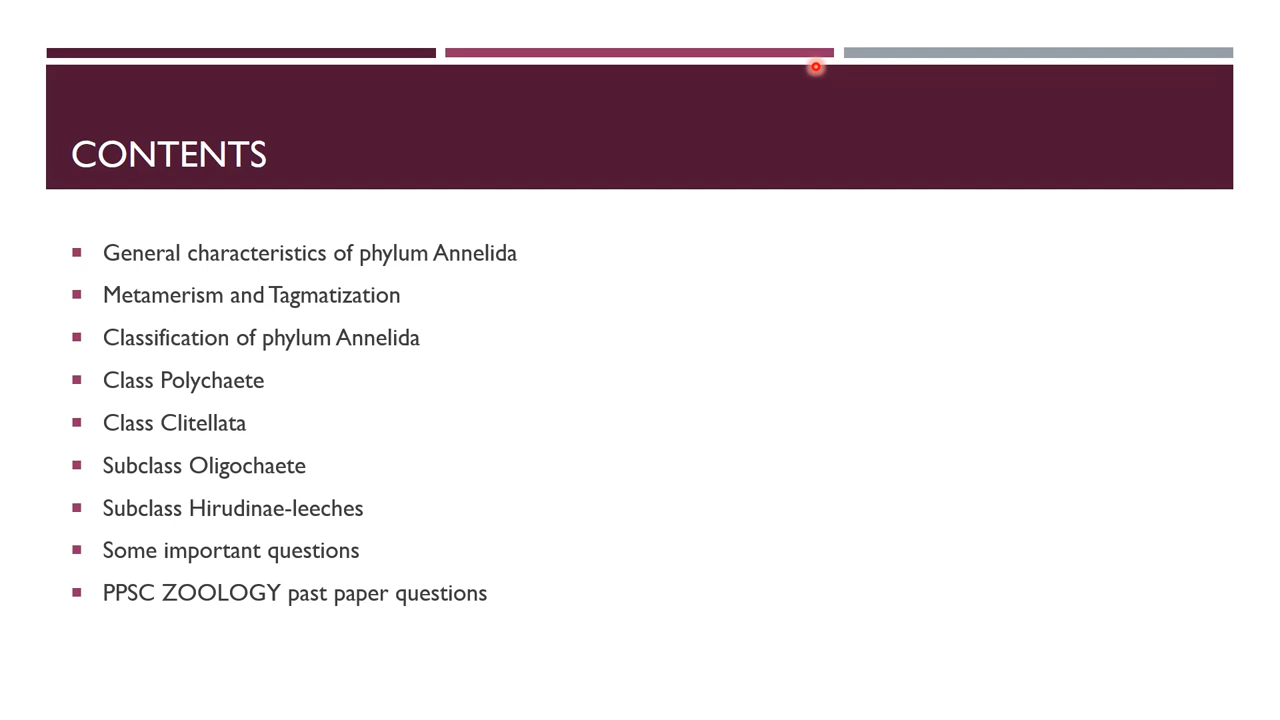 CONTENTS
General characteristics of phylum Annelida
Metamerism and Tagmatization
Classification of phylum Annelida
Class Polychaete
Class Clitellata
Subclass Oligochaete
Subclass Hirudinae-leeches
Some important questions
PPSC ZOOLOGY past paper questions